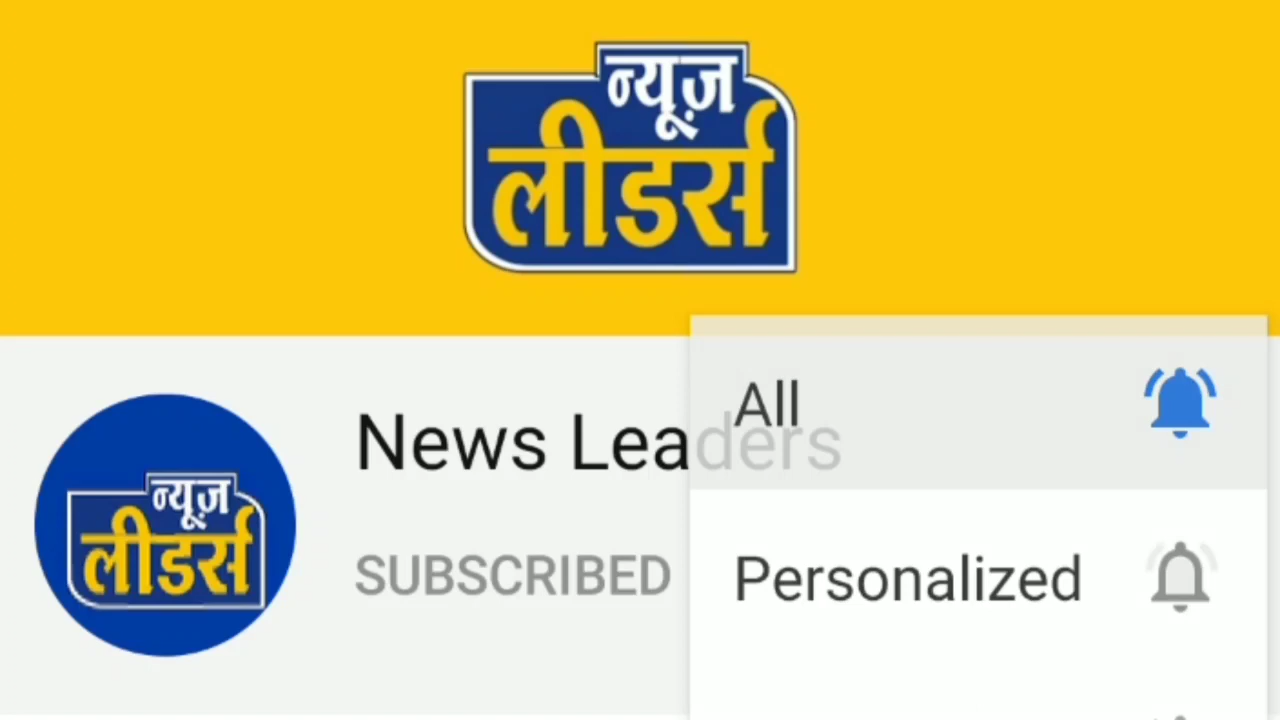 न्यूज़
लीडर्स
All
News Leaders
न्यूज़
लीडर्स
SUBSCRIBED
Personalized